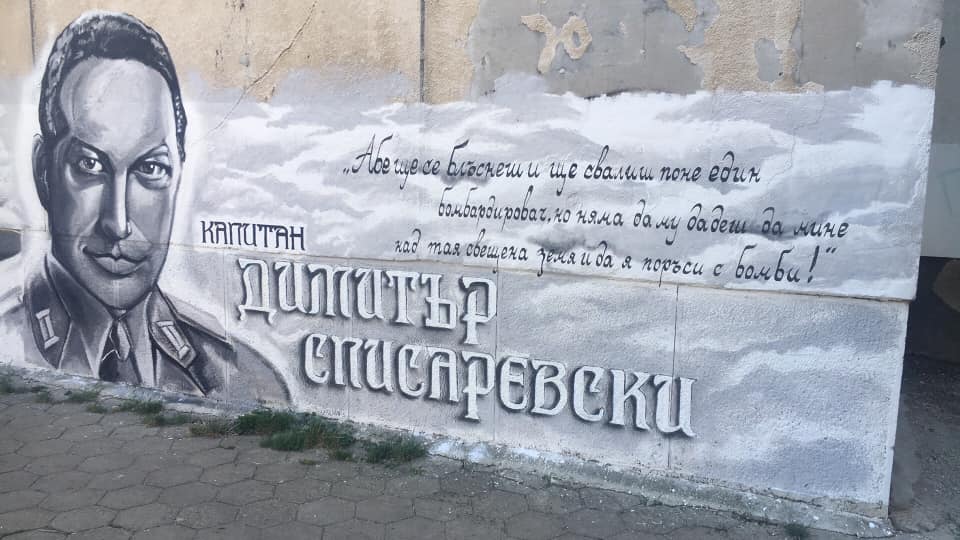 „Абе ще се блъснеш и ще свалиш поне един
бомбардировач, но няма да му дадеш да мине
над тая свещена земя и да я поръси с бомби!“
КАПИТАН
ДИМИТЪР
СПИСАРЕВСКИ